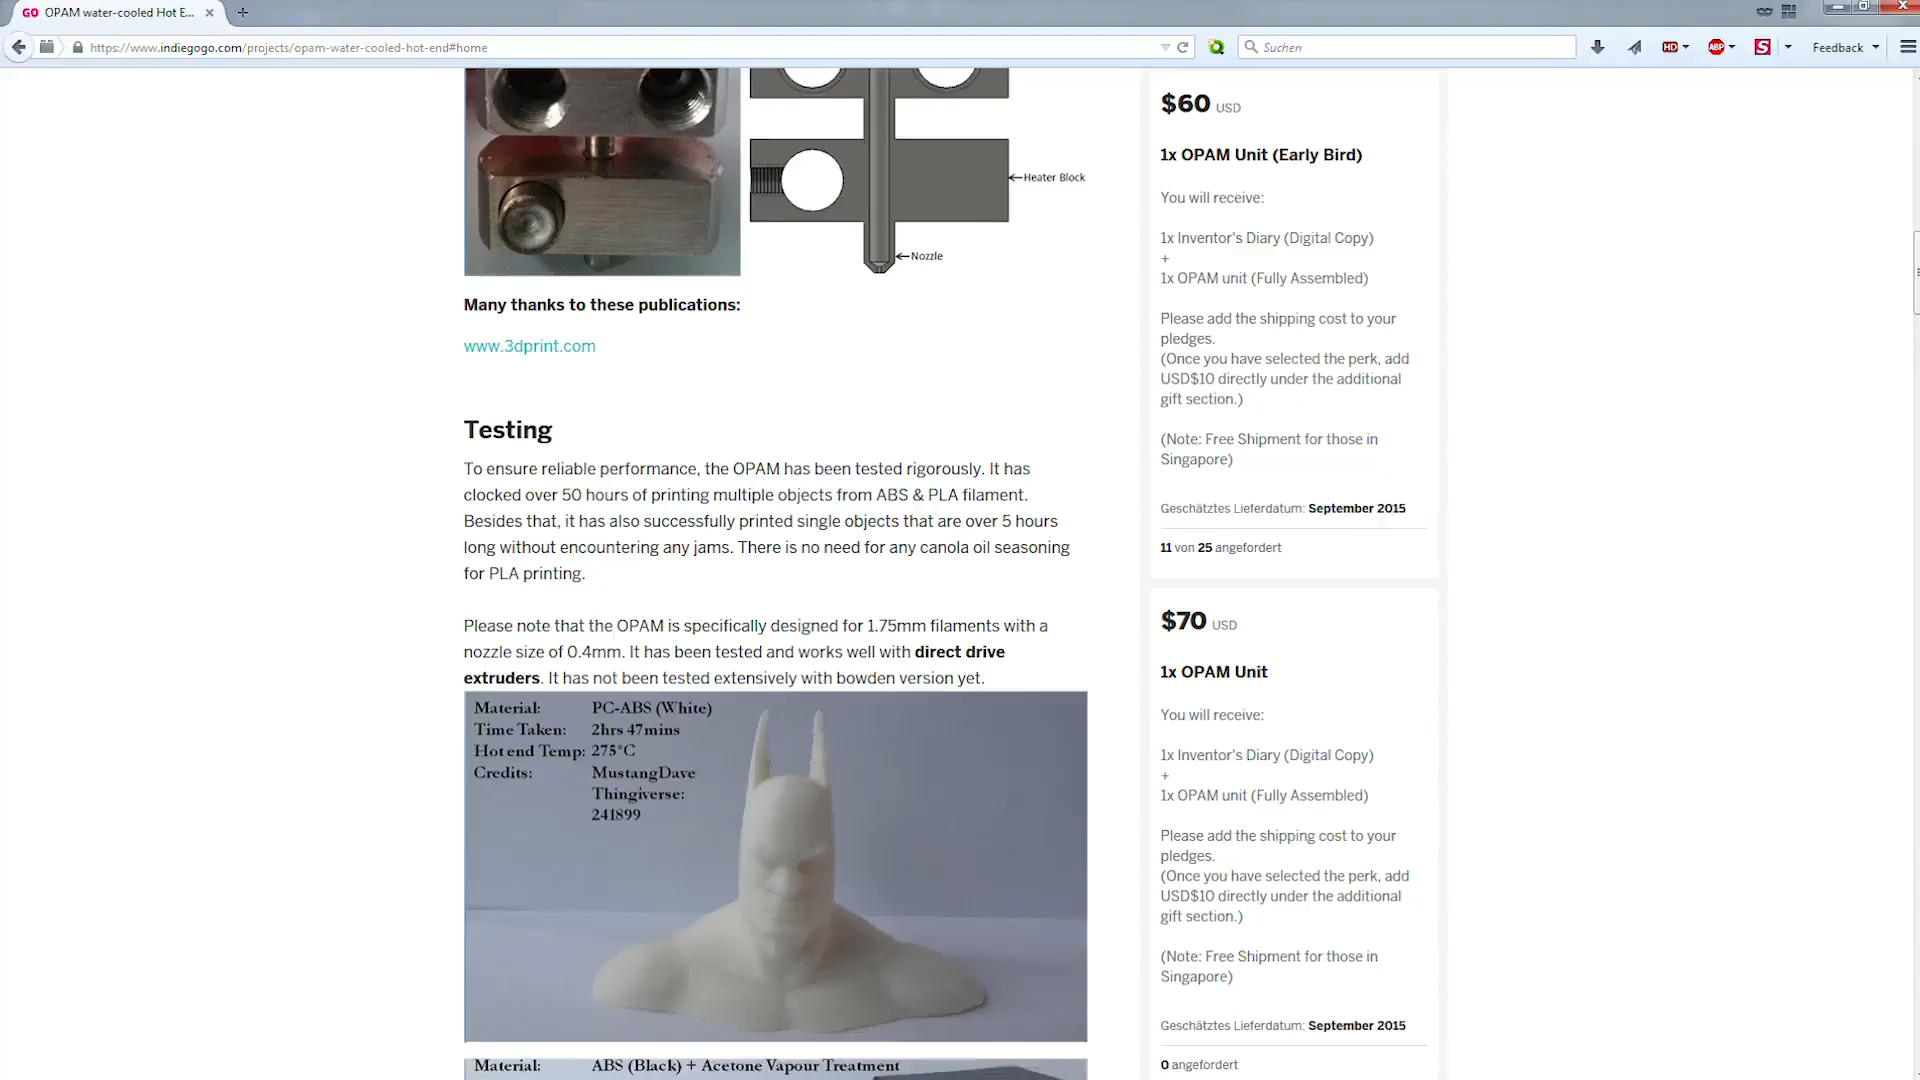 GO OPAM water-cooled Hot E...
https://www.indiegogo.com/projects/opam-water-cooled-hot-end#home
Suchen
HD
ABP
S
Feedback
Heater Block
Nozzle
Many thanks to these publications:
www.3dprint.com
Testing
To ensure reliable performance, the OPAM has been tested rigorously. It has
clocked over 50 hours of printing multiple objects from ABS & PLA filament.
Besides that, it has also successfully printed single objects that are over 5 hours
long without encountering any jams. There is no need for any canola oil seasoning
for PLA printing.
Please note that the OPAM is specifically designed for 1.75mm filaments with a
nozzle size of 0.4mm. It has been tested and works well with direct drive
extruders. It has not been tested extensively with bowden version yet.
Material: PC-ABS (White)
Time Taken: 2hrs 47mins
Hot end Temp: 275°C
Credits: MustangDave
Thingiverse:
241899
Material: ABS (Black) + Acetone Vapour Treatment
$60 USD
1x OPAM Unit (Early Bird)
You will receive:
1x Inventor's Diary (Digital Copy)
+
1x OPAM unit (Fully Assembled)
Please add the shipping cost to your
pledges.
(Once you have selected the perk, add
USD$10 directly under the additional
gift section.)
(Note: Free Shipment for those in
Singapore)
Geschätztes Lieferdatum: September 2015
11 von 25 angefordert
$70 USD
1x OPAM Unit
You will receive:
1x Inventor's Diary (Digital Copy)
+
1x OPAM unit (Fully Assembled)
Please add the shipping cost to your
pledges.
(Once you have selected the perk, add
USD$10 directly under the additional
gift section.)
(Note: Free Shipment for those in
Singapore)
Geschätztes Lieferdatum: September 2015
0 angefordert